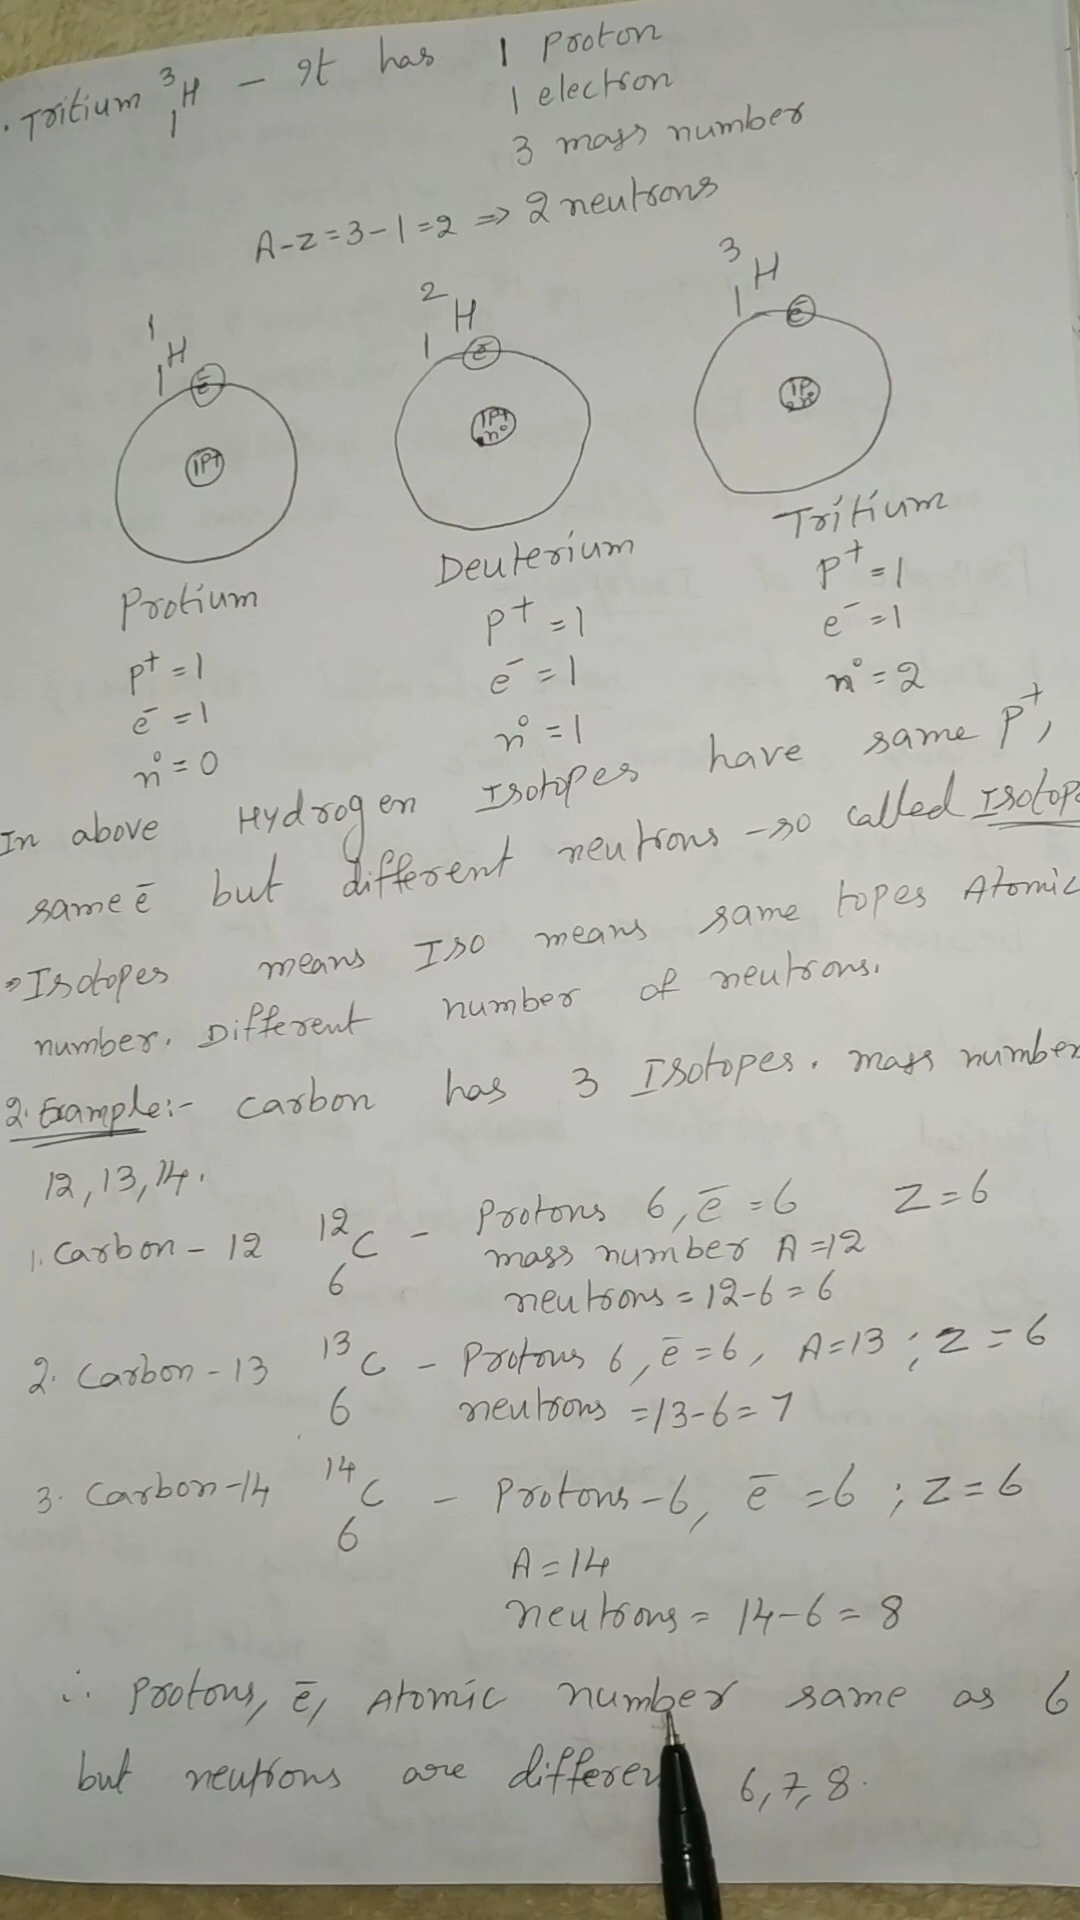 . Tritium ³₁H – It has 1 Proton
1 electron
3 mass number
A-Z=3-1=2 ⇒ 2 neutrons
¹₁H ²₁H ³₁H
e̅ e̅ e̅
1P+ 1P+ n° 1P+ 2n°
Protium Deuterium Tritium
P+ =1 P+ =1 P+ =1
e̅ =1 e̅ =1 e⁻ =1
n° =0 n° =1 n° =2
In above Hydrogen Isotopes have same P+,
same e̅ but different neutrons – so called Isotope
⇒ Isotopes means Iso means same topes Atomic
number. Different number of neutrons.
2. Example:- Carbon has 3 Isotopes. mass number
12, 13, 14.
1. Carbon – 12 ¹²₆C – Protons 6, e̅ =6 Z=6
mass number A=12
neutrons = 12-6=6
2. Carbon – 13 ¹³₆C – Protons 6, e̅ =6, A=13 ; Z=6
neutrons =13-6=7
3. Carbon-14 ¹⁴₆C – Protons-6, e̅ =6 ; Z=6
A=14
neutrons = 14-6=8
∴ Protons, e̅, Atomic number same as 6
but neutrons are differen 6,7,8.